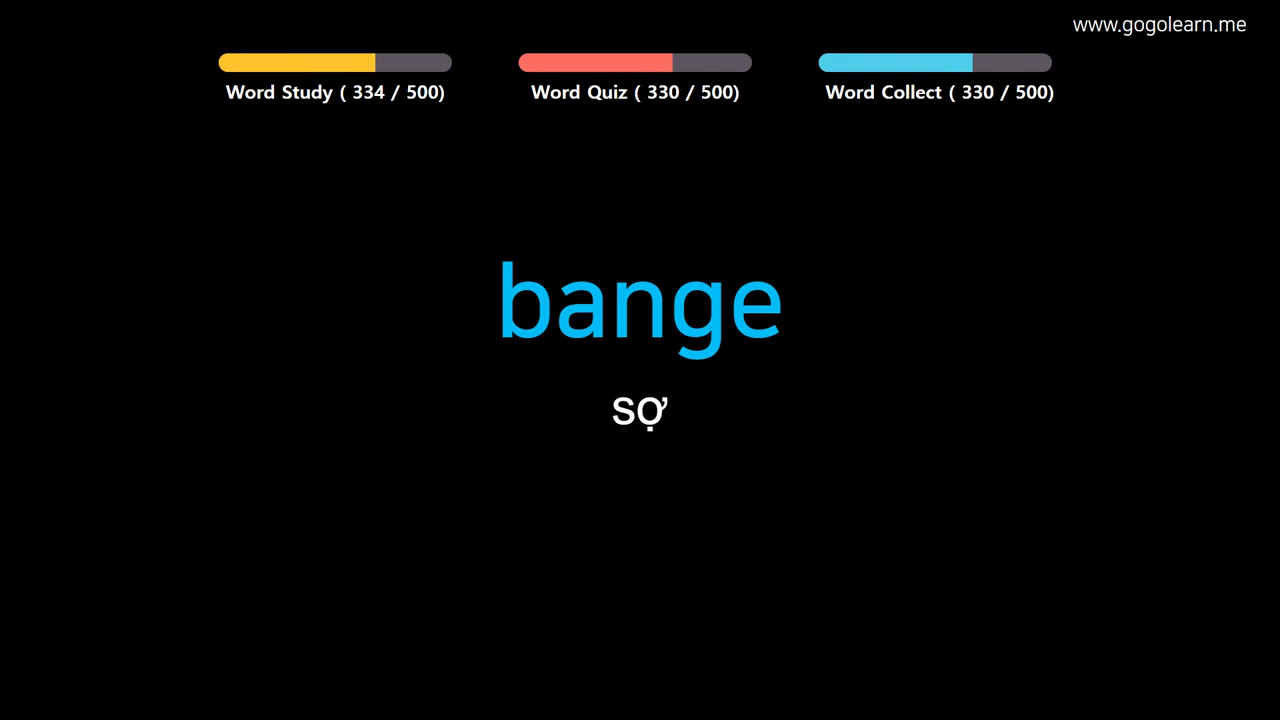 www.gogolearn.me
Word Study ( 334 / 500)
Word Quiz ( 330 / 500)
Word Collect ( 330 / 500)
bange
sợ